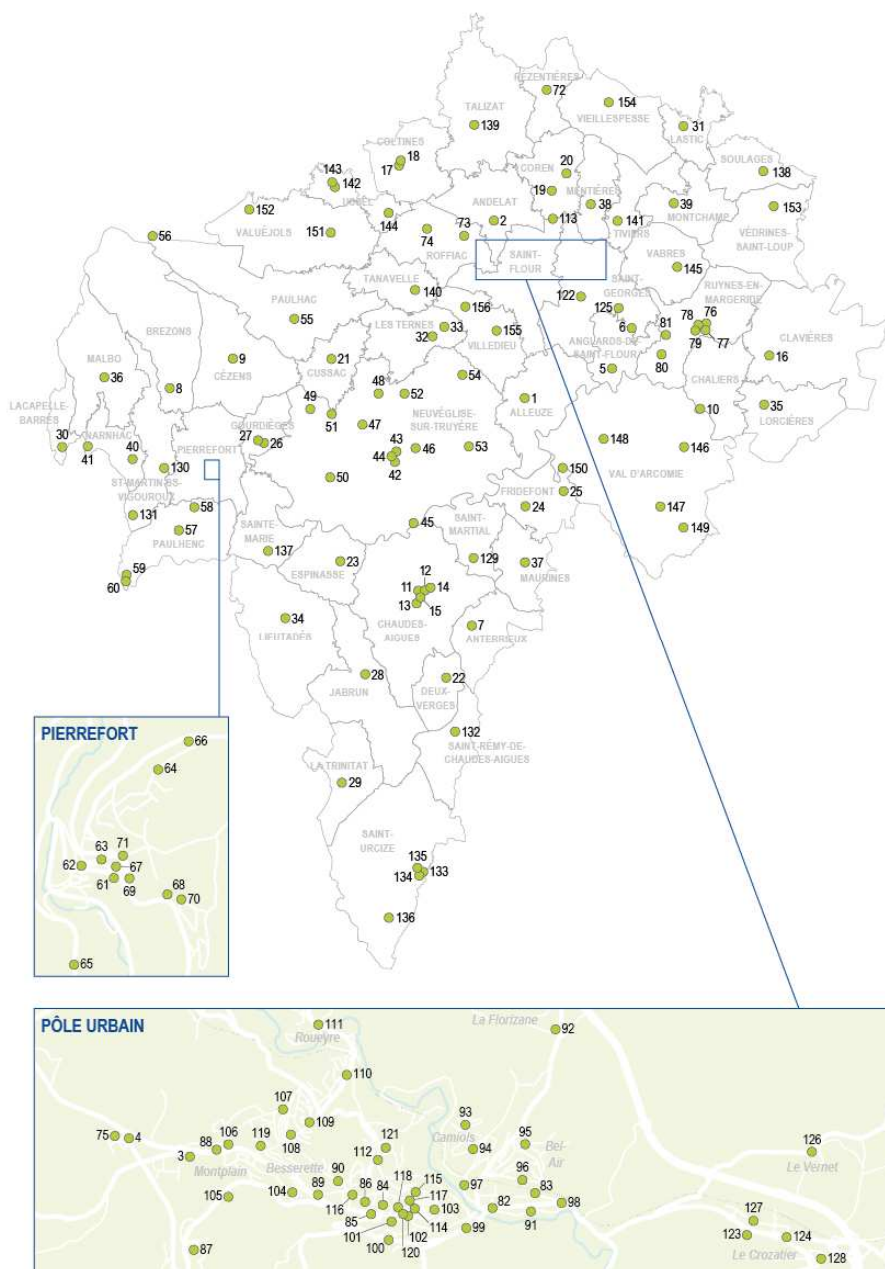 REZENTIÈRES
72
154
VIEILLESPESSE
TALIZAT
139
31
LASTIC
COLTINES
18
17
COREN
20
SOULAGES
138
143
142
USSEL
19
MENTIÈRES
38
39
MONTCHAMP
153
VÉDRINES-
SAINT-LOUP
152
VALUÉJOLS
151
144
ANDELAT
2
113
141
TIVIERS
56
74
73
ROFFIAC
SAINT-
FLOUR
VABRES
145
TANAVELLE
140
SAINT-
GEORGES
122
125
RUYNES-EN-
MARGERIDE
PAULHAC
55
156
LES TERNES
33
32
155
VILLEDIEU
6
ANGLARDS-DE-
SAINT-FLOUR
5
81
80
78
76
79
77
CLAVIÈRES
16
BREZONS
MALBO
36
9
CÉZENS
8
21
CUSSAC
54
CHALIERS
10
35
LORCIÈRES
49
51
48
52
1
ALLEUZE
LACAPELLE-
BARRÈS
30
NARNHAC
41
40
GOURDIÈGES
27
26
47
NEUVÉGLISE-
SUR-TRUYÈRE
43
44
42
46
53
148
146
VAL D'ARCOMIE
PIERREFORT
130
ST-MARTIN-SS-
VIGOUROUX
131
58
57
PAULHENC
50
150
25
FRIDEFONT
24
147
149
59
60
SAINTE-
MARIE
137
45
SAINT-
MARTIAL
129
23
ESPINASSE
37
MAURINES
12
11
14
13
15
CHAUDES-
AIGUES
34
LIEUTADÈS
7
ANTERRIEUX
28
JABRUN
22
DEUX-
VERGES
132
SAINT-RÉMY-DE-
CHAUDES-AIGUES
LA TRINITAT
29
SAINT-
URCIZE
135
133
134
136
PIERREFORT
66
64
63
71
62
67
61
69
68
70
65
PÔLE URBAIN
111
Roueyre
La Florizane
92
110
107
109
108
93
Camiols
94
95
Bel-
Air
126
Le Vernet
75
4
88
106
119
3
Montplain
Besserette
121
112
105
104
89
90
116
86
84
118
115
117
85
101
100
120
102
114
103
97
96
83
82
91
98
99
87
127
123
124
Le Crozatier
128